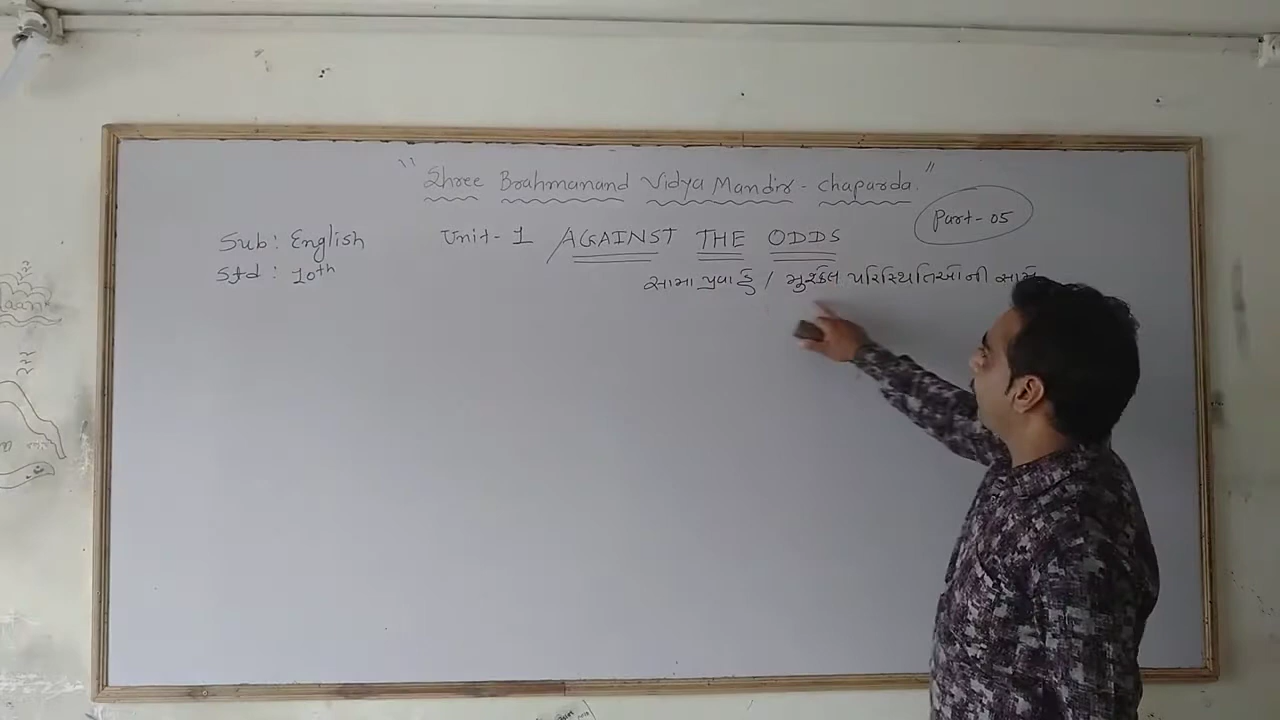 "Shree Brahmanand Vidya Mandir - Chaparda."
Part-05
Sub: English
Unit-1 AGAINST THE ODDS
Std: 10th
સામા પ્રવાહે / મુશ્કેલ પરિસ્થિતિઓની સામે